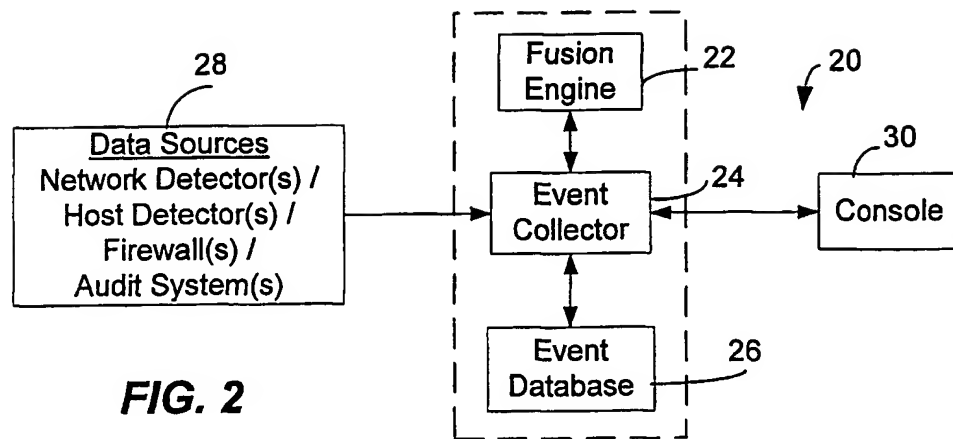 28
Data Sources
Network Detector(s) /
Host Detector(s) /
Firewall(s) /
Audit System(s)
Fusion
Engine
22
20
Event
Collector
24
30
Console
Event
Database
26
FIG. 2